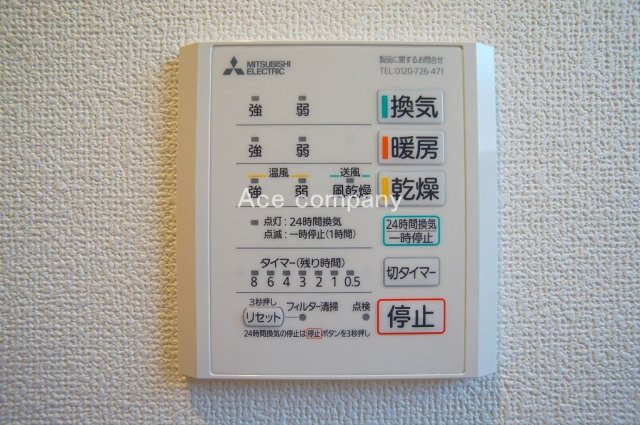 MITSUBISHI
ELECTRIC
製品に関するお問合せ
TEL:0120-726-471
強 弱 換気
強 弱 暖房
温風 送風
強 弱 風乾燥 乾燥
Ace company
点灯:24時間換気
点滅:一時停止(1時間)
24時間換気
一時停止
タイマー(残り時間)
8 6 4 3 2 1 0.5
切タイマー
3秒押し
リセット フィルター清掃 点検
停止
24時間換気の停止は停止ボタンを3秒押し